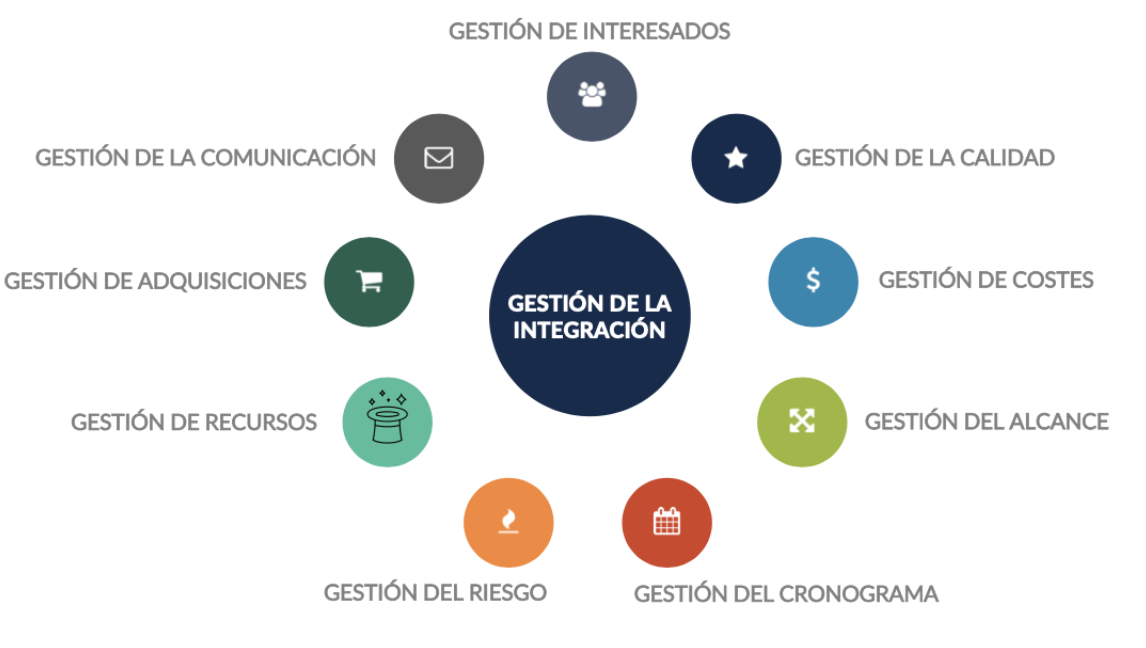 GESTIÓN DE INTERESADOS
GESTIÓN DE LA COMUNICACIÓN
GESTIÓN DE LA CALIDAD
GESTIÓN DE ADQUISICIONES
$
GESTIÓN DE COSTES
GESTIÓN DE LA
INTEGRACIÓN
GESTIÓN DE RECURSOS
GESTIÓN DEL ALCANCE
GESTIÓN DEL RIESGO
GESTIÓN DEL CRONOGRAMA